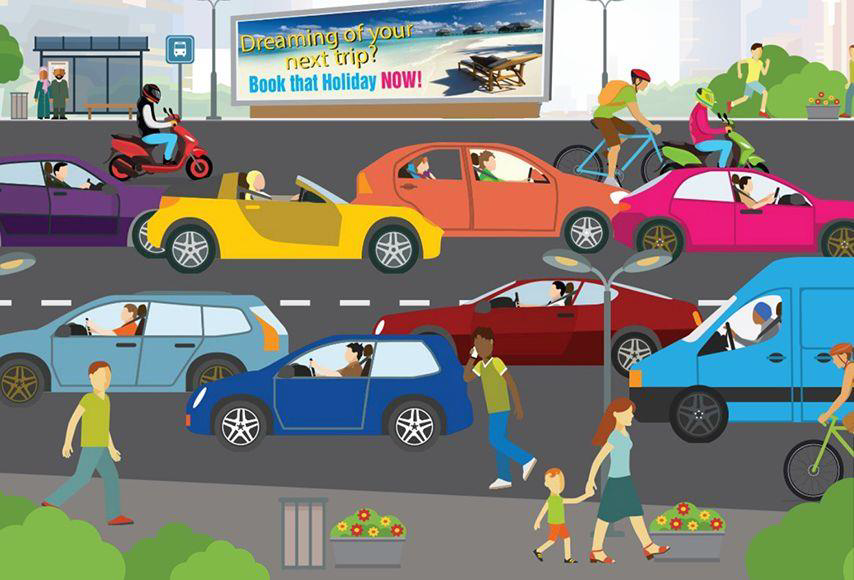 Dreaming of your
next trip?
Book that Holiday NOW!